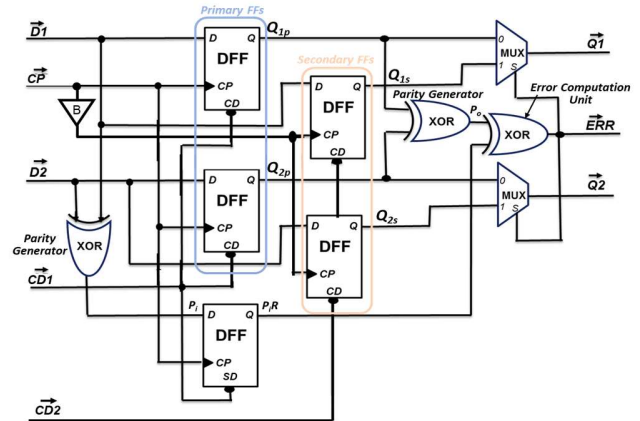 Primary FFs
D1
D
Q
Q1p
DFF
CP
CD
CP
B
Secondary FFs
D
Q1s
DFF
CP
CD
0
1
MUX
S
Q1
Parity Generator
XOR
Po
Error Computation
Unit
XOR
ERR
D2
D
Q
Q2p
DFF
CP
CD
D
Q
Q2s
DFF
CP
CD
0
1
MUX
S
Q2
Parity
Generator
XOR
CD1
Pi
D
Q
PiR
DFF
CP
SD
CD2